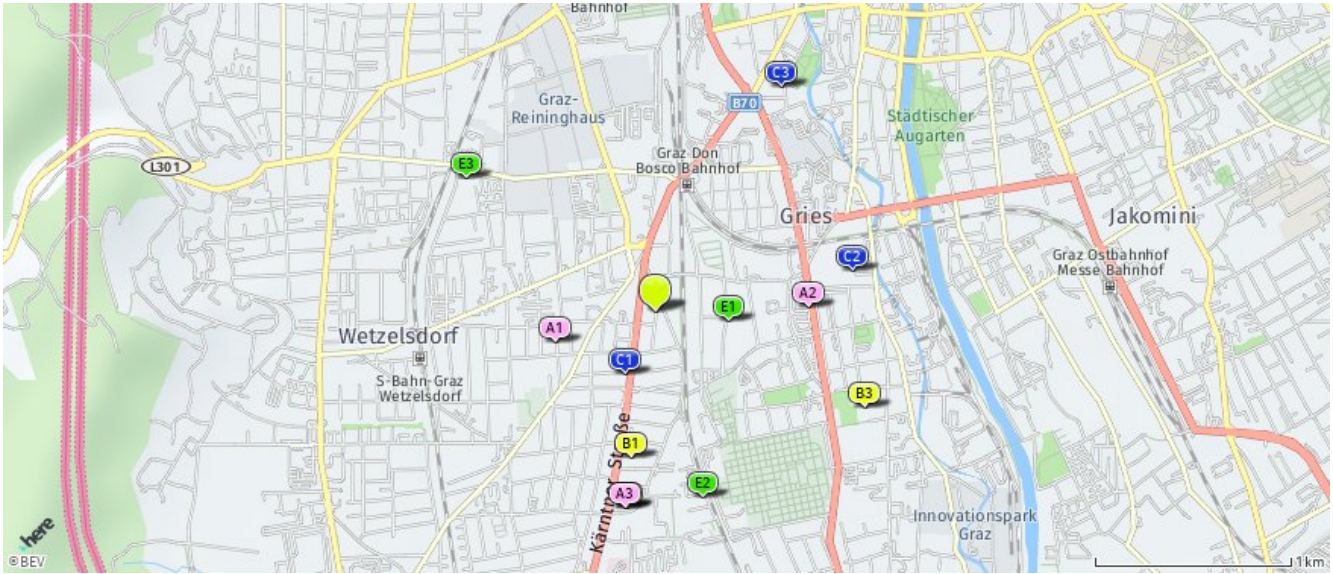 Bahnhof
C3
Graz-
Reininghaus
B70
Städtischer
Augarten
L301
E3
Graz Don
Bosco Bahnhof
Gries
Jakomini
C2
Graz Ostbahnhof
Messe Bahnhof
A2
E1
A1
Wetzelsdorf
C1
S-Bahn-Graz
Wetzelsdorf
B3
Kärntner Straße
B1
E2
A3
Innovationspark
Graz
here
©BEV
1km